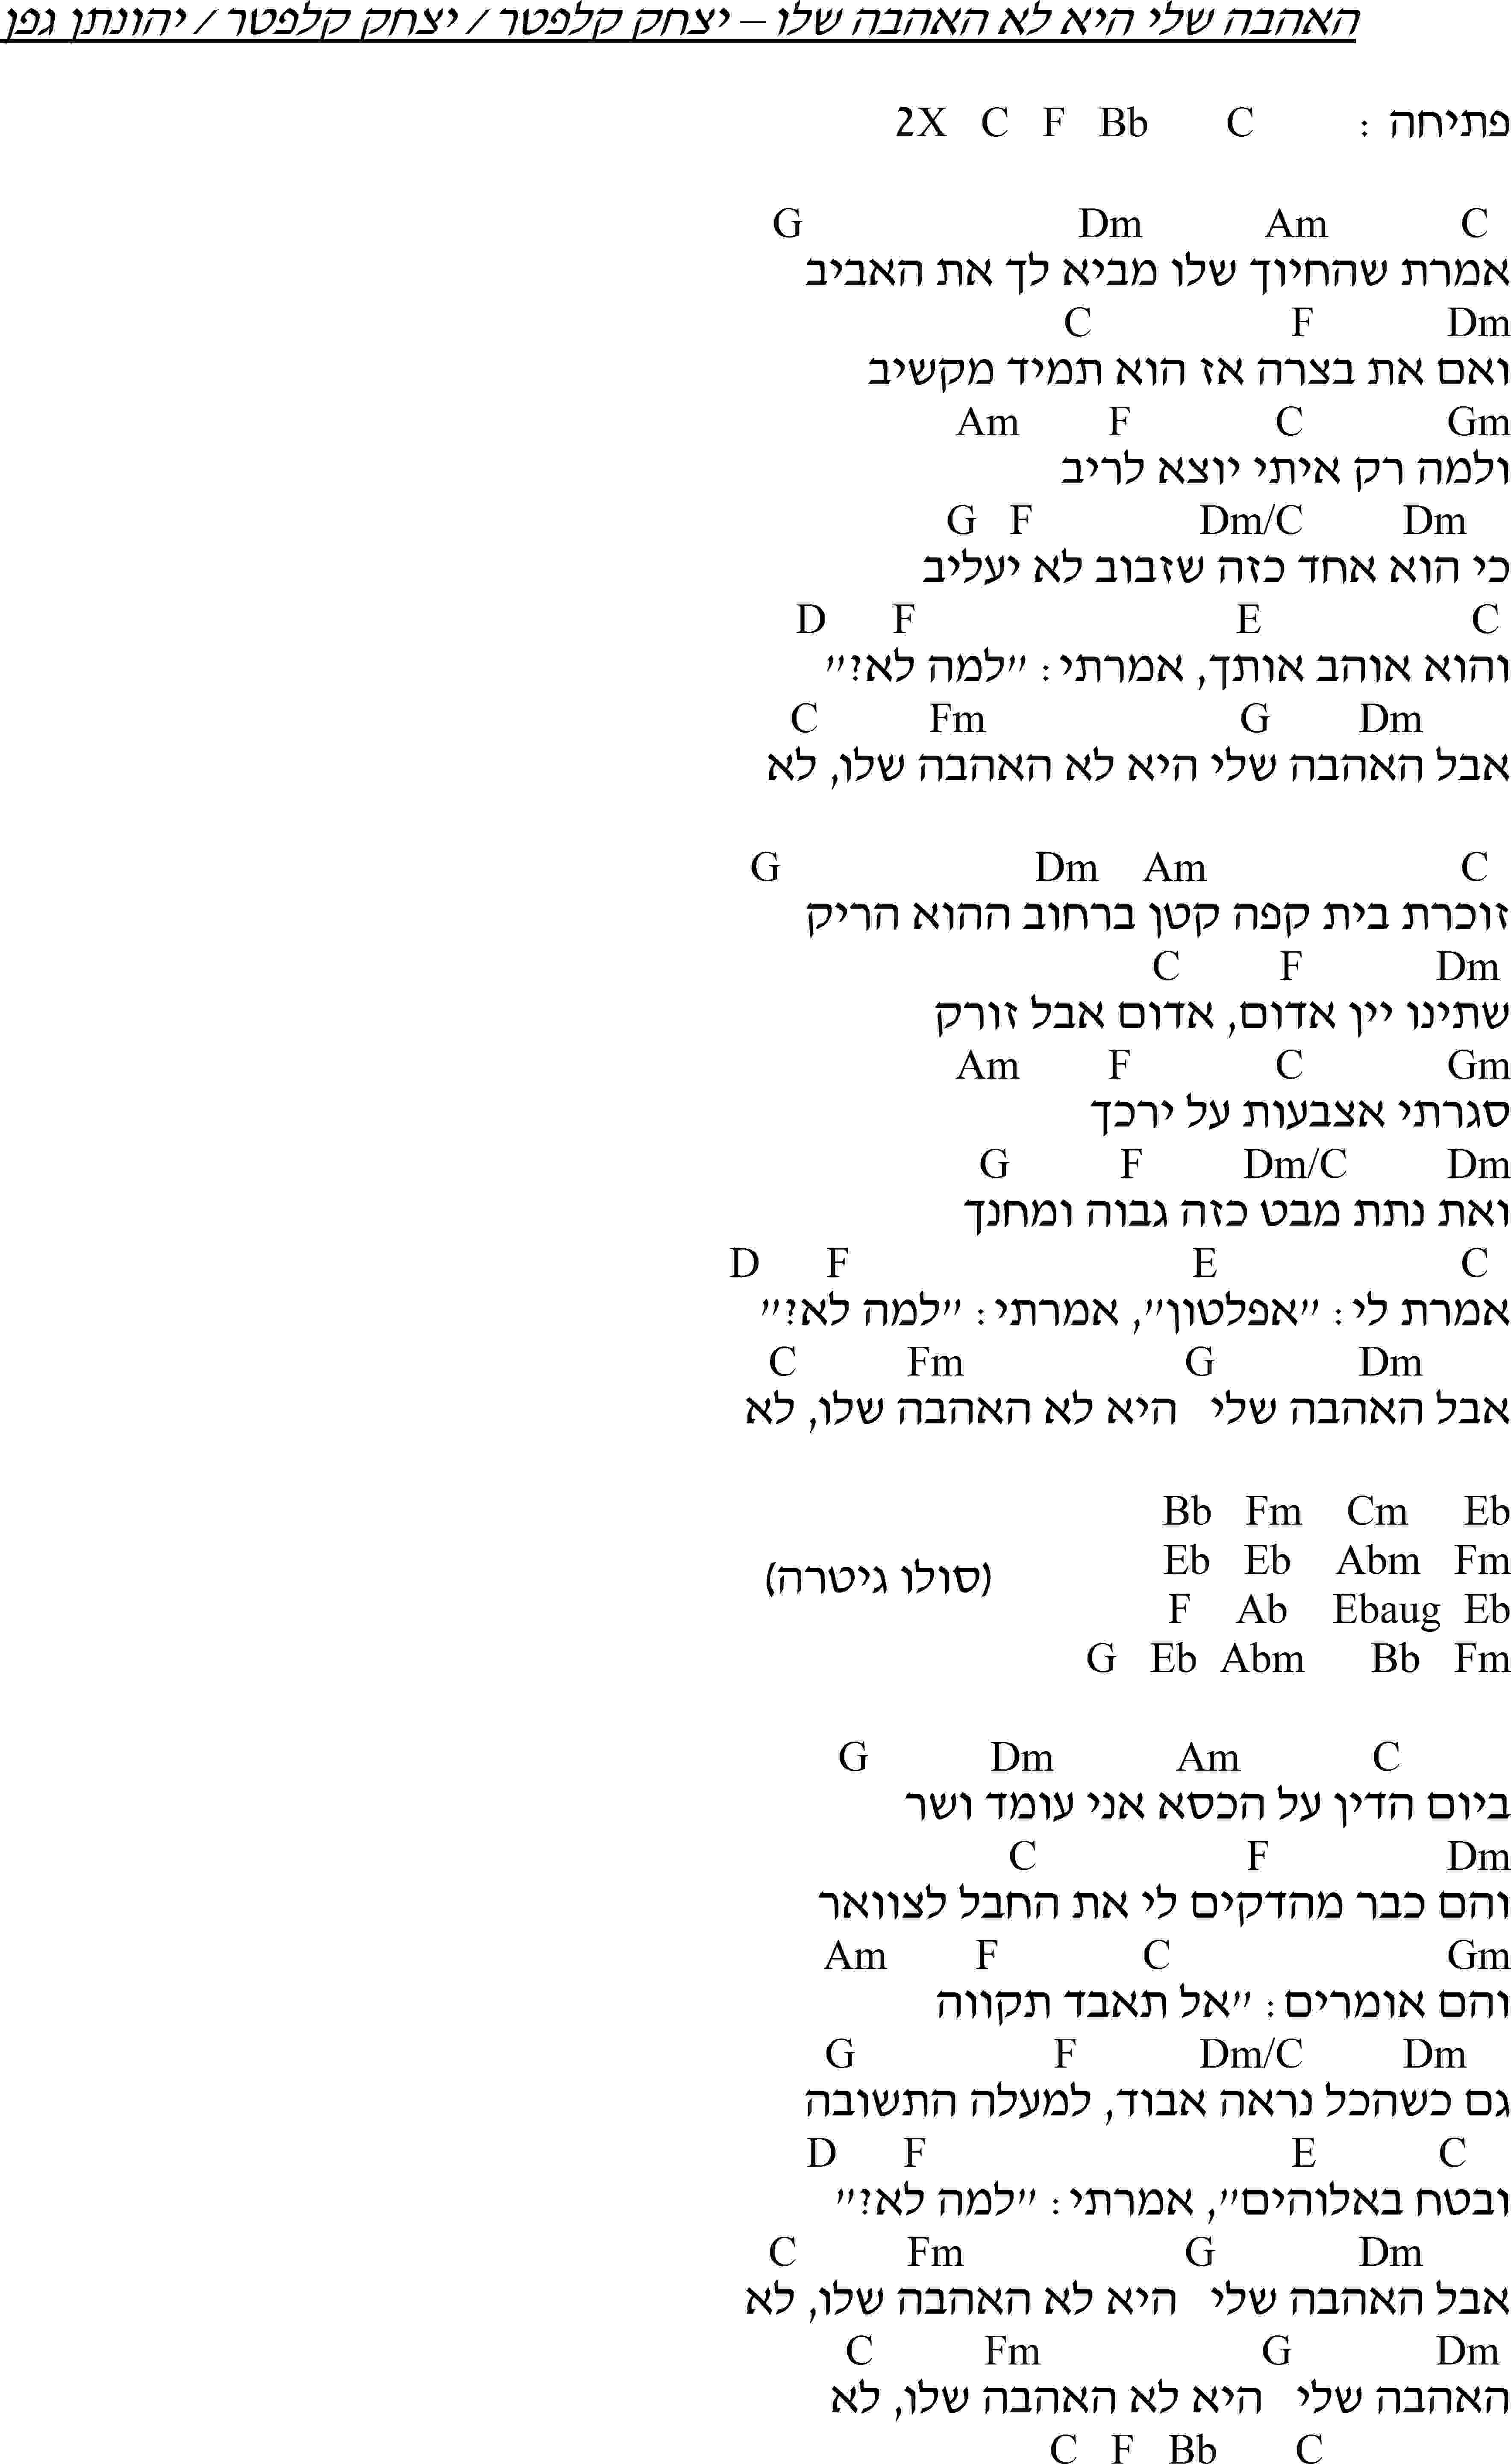 האהבה שלי היא לא האהבה שלו – יצחק קלפטר / יצחק קלפטר / יהונתן גפן
פתיחה : C Bb F C 2X
G Dm Am C
אמרת שהחיוך שלו מביא לך את האביב
C F Dm
ואם את בצרה אז הוא תמיד מקשיב
Am F C Gm
ולמה רק איתי יוצא לריב
G F Dm/C Dm
כי הוא אחד כזה שזבוב לא יעליב
D F E C
והוא אוהב אותך, אמרתי: "למה לא?"
C Fm G Dm
אבל האהבה שלי היא לא האהבה שלו, לא
G Dm Am C
זוכרת בית קפה קטן ברחוב ההוא הריק
C F Dm
שתינו יין אדום, אדום אבל זורק
Am F C Gm
סגרתי אצבעות על ירכך
G F Dm/C Dm
ואת נתת מבט כזה גבוה ומחנך
D F E C
אמרת לי: "אפלטון", אמרתי: "למה לא?"
C Fm G Dm
אבל האהבה שלי היא לא האהבה שלו, לא
Bb Fm Cm Eb
Eb Eb Abm Fm
(סולו גיטרה)
F Ab Ebaug Eb
G Eb Abm Bb Fm
G Dm Am C
ביום הדין על הכסא אני עומד ושר
C F Dm
והם כבר מהדקים לי את החבל לצוואר
Am F C Gm
והם אומרים: "אל תאבד תקווה
G F Dm/C Dm
גם כשהכל נראה אבוד, למעלה התשובה
D F E C
ובטח באלוהים", אמרתי: "למה לא?"
C Fm G Dm
אבל האהבה שלי היא לא האהבה שלו, לא
C Fm G Dm
האהבה שלי היא לא האהבה שלו, לא
C F Bb C